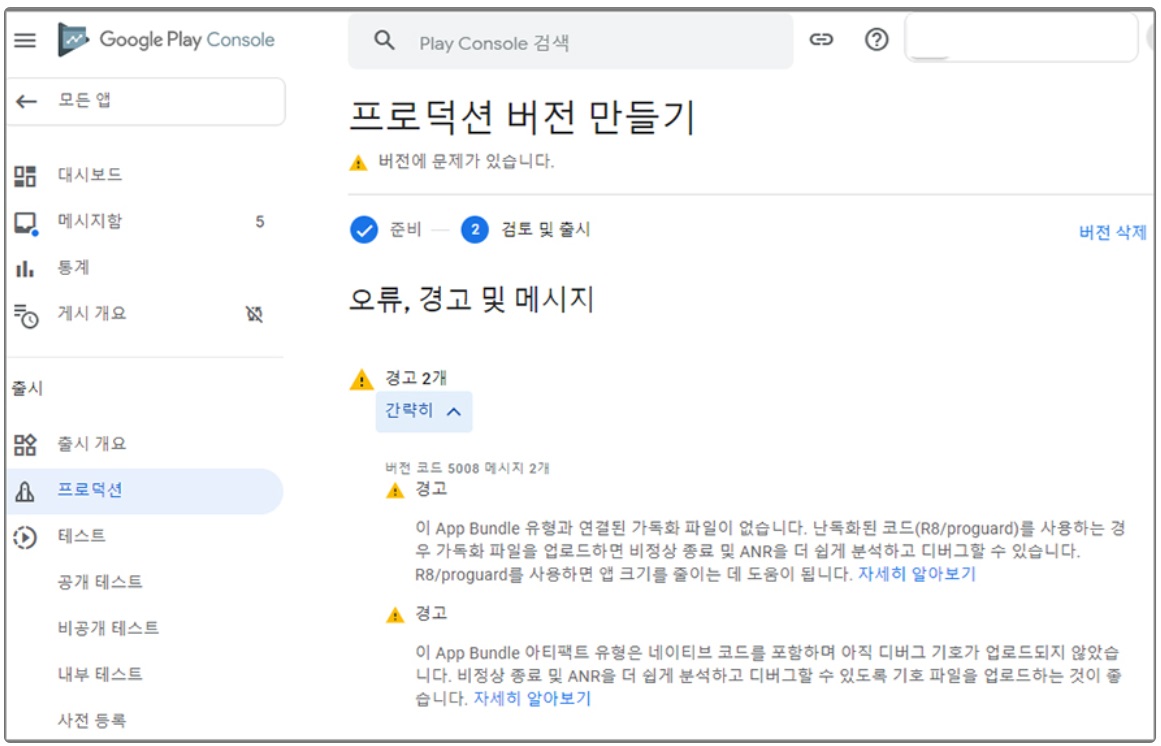 Google Play Console
Play Console 검색
모든 앱
대시보드
메시지함 5
통계
게시 개요
출시
출시 개요
프로덕션
테스트
공개 테스트
비공개 테스트
내부 테스트
사전 등록
프로덕션 버전 만들기
버전에 문제가 있습니다.
준비
2 검토 및 출시
버전 삭제
오류, 경고 및 메시지
경고 2개
간략히
버전 코드 5008 메시지 2개
경고
이 App Bundle 유형과 연결된 가독화 파일이 없습니다. 난독화된 코드(R8/proguard)를 사용하는 경
우 가독화 파일을 업로드하면 비정상 종료 및 ANR을 더 쉽게 분석하고 디버그할 수 있습니다.
R8/proguard를 사용하면 앱 크기를 줄이는 데 도움이 됩니다. 자세히 알아보기
경고
이 App Bundle 아티팩트 유형은 네이티브 코드를 포함하며 아직 디버그 기호가 업로드되지 않았습
니다. 비정상 종료 및 ANR을 더 쉽게 분석하고 디버그할 수 있도록 기호 파일을 업로드하는 것이 좋
습니다. 자세히 알아보기